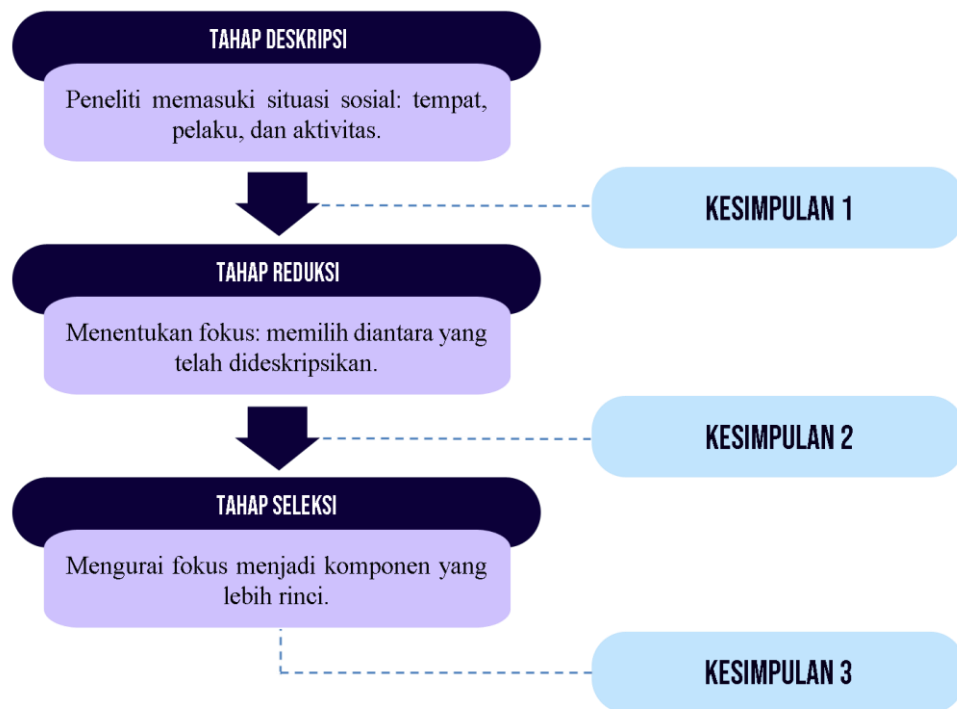 TAHAP DESKRIPSI
Peneliti memasuki situasi sosial: tempat,
pelaku, dan aktivitas.
KESIMPULAN 1
TAHAP REDUKSI
Menentukan fokus: memilih diantara yang
telah dideskripsikan.
KESIMPULAN 2
TAHAP SELEKSI
Mengurai fokus menjadi komponen yang
lebih rinci.
KESIMPULAN 3